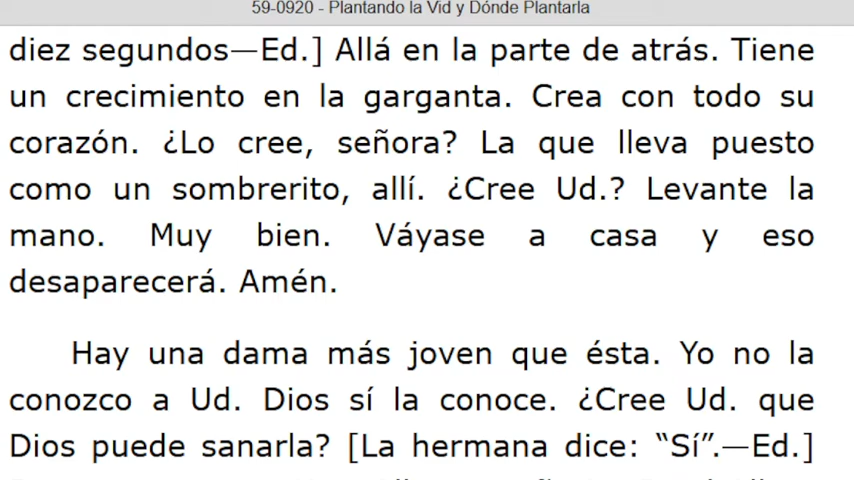 59-0920 - Plantando la Vid y Dónde Plantarla
diez segundos—Ed.] Allá en la parte de atrás. Tiene
un crecimiento en la garganta. Crea con todo su
corazón. ¿Lo cree, señora? La que lleva puesto
como un sombrerito, allí. ¿Cree Ud.? Levante la
mano. Muy bien. Váyase a casa y eso
desaparecerá. Amén.
Hay una dama más joven que ésta. Yo no la
conozco a Ud. Dios sí la conoce. ¿Cree Ud. que
Dios puede sanarla? [La hermana dice: “Sí”.—Ed.]